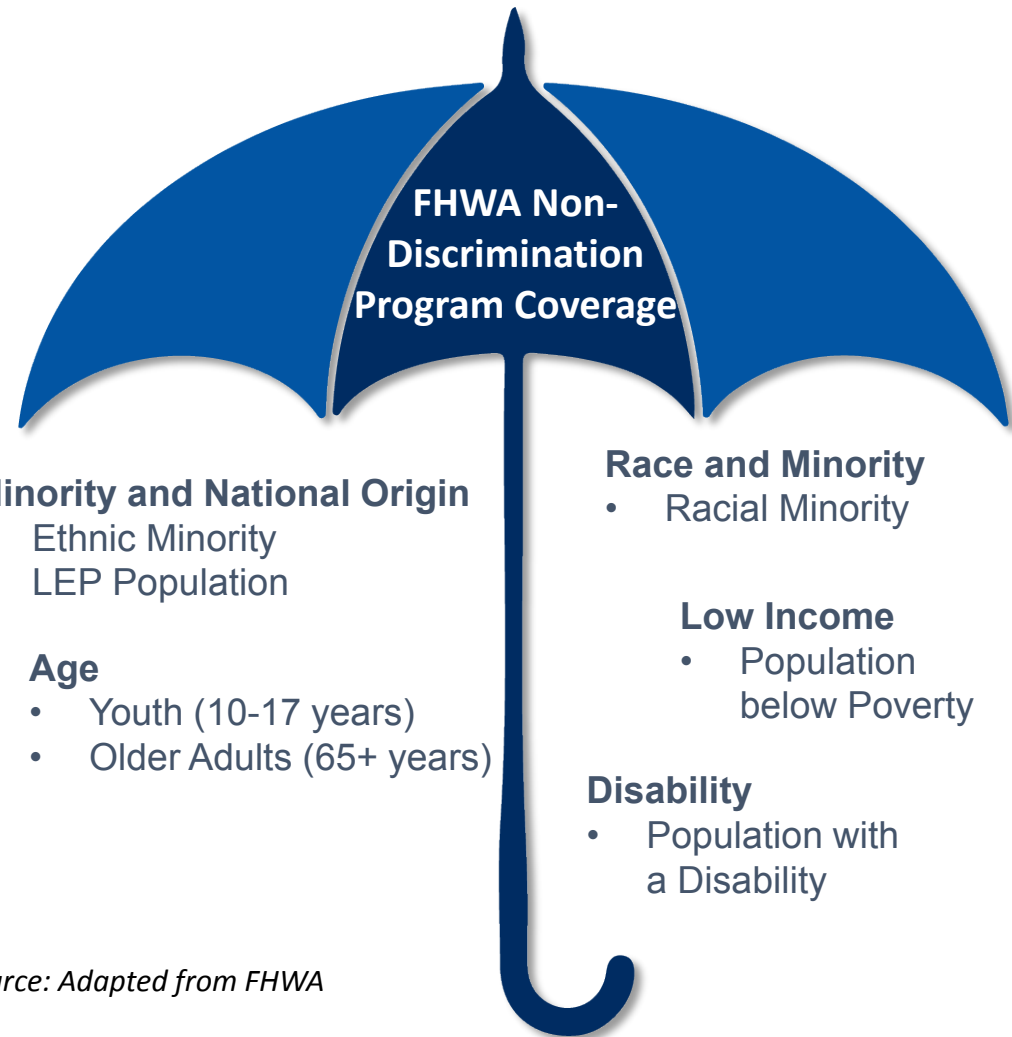 FHWA Non-
Discrimination
Program Coverage
inority and National Origin
Ethnic Minority
LEP Population
Age
• Youth (10-17 years)
• Older Adults (65+ years)
Race and Minority
• Racial Minority
Low Income
• Population
below Poverty
Disability
• Population with
a Disability
urce: Adapted from FHWA